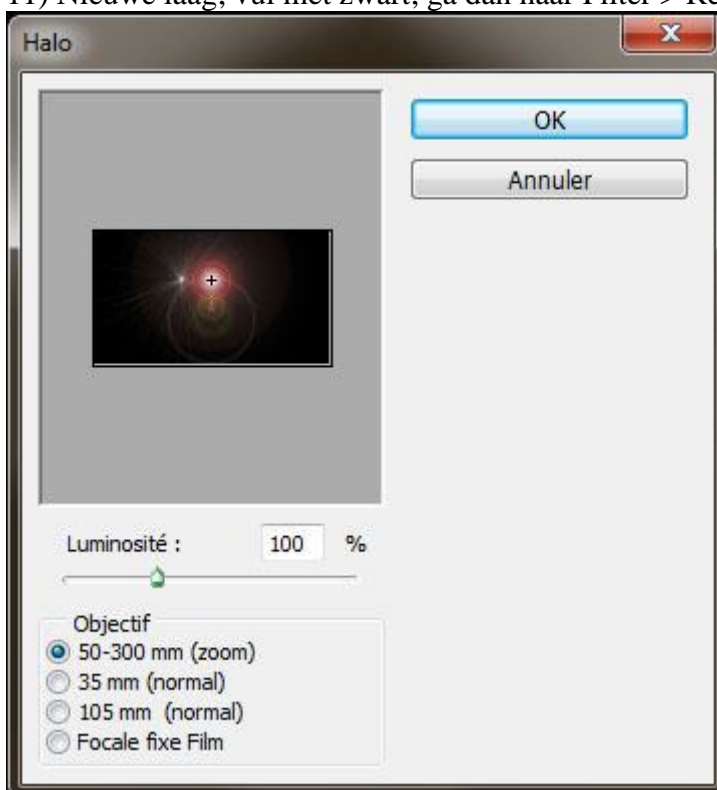 11) Nieuwe laag, vul met zwart, ga dan naar Filter > Re
Halo
OK
Annuler
Luminosité : 100 %
Objectif
50-300 mm (zoom)
35 mm (normal)
105 mm (normal)
Focale fixe Film